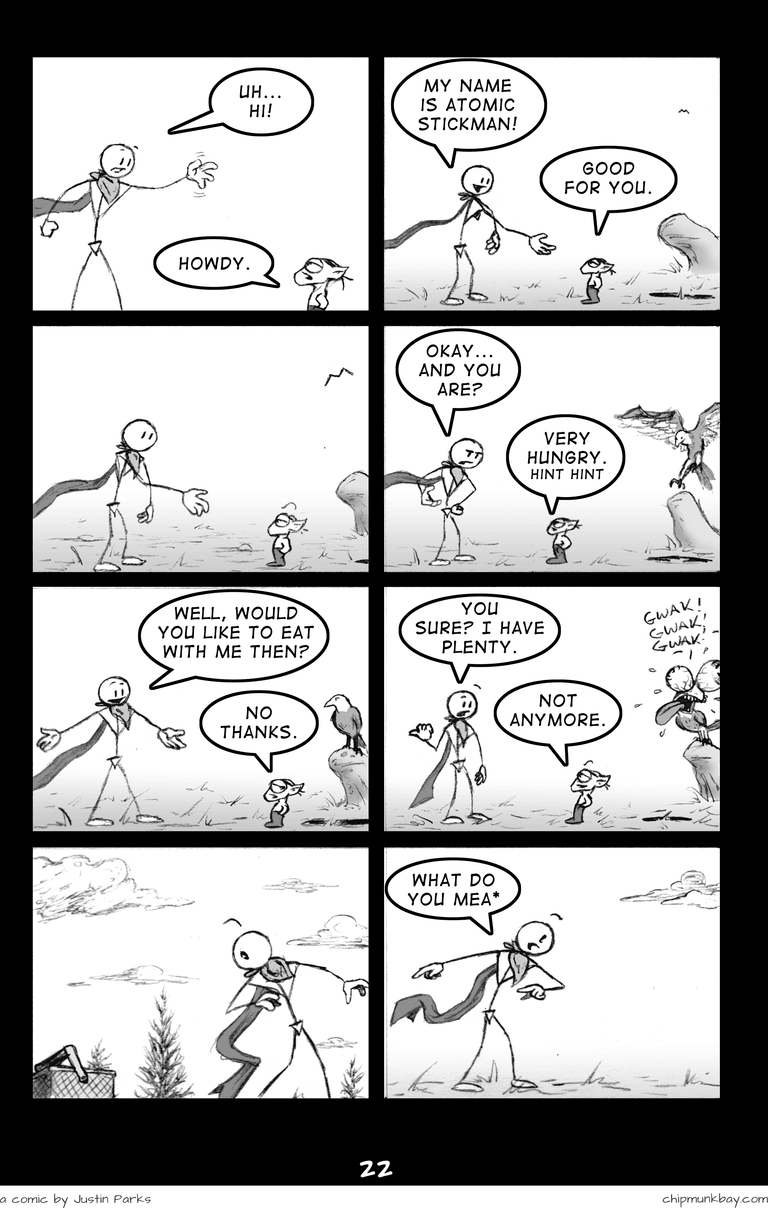 UH...
HI!
HOWDY.
MY NAME
IS ATOMIC
STICKMAN!
GOOD
FOR YOU.
OKAY...
AND YOU
ARE?
VERY
HUNGRY.
HINT HINT
WELL, WOULD
YOU LIKE TO EAT
WITH ME THEN?
NO
THANKS.
YOU
SURE? I HAVE
PLENTY.
NOT
ANYMORE.
GWAK!
GWAK!
GWAK!
WHAT DO
YOU MEA*
22
a comic by Justin Parks
chipmunkbay.com